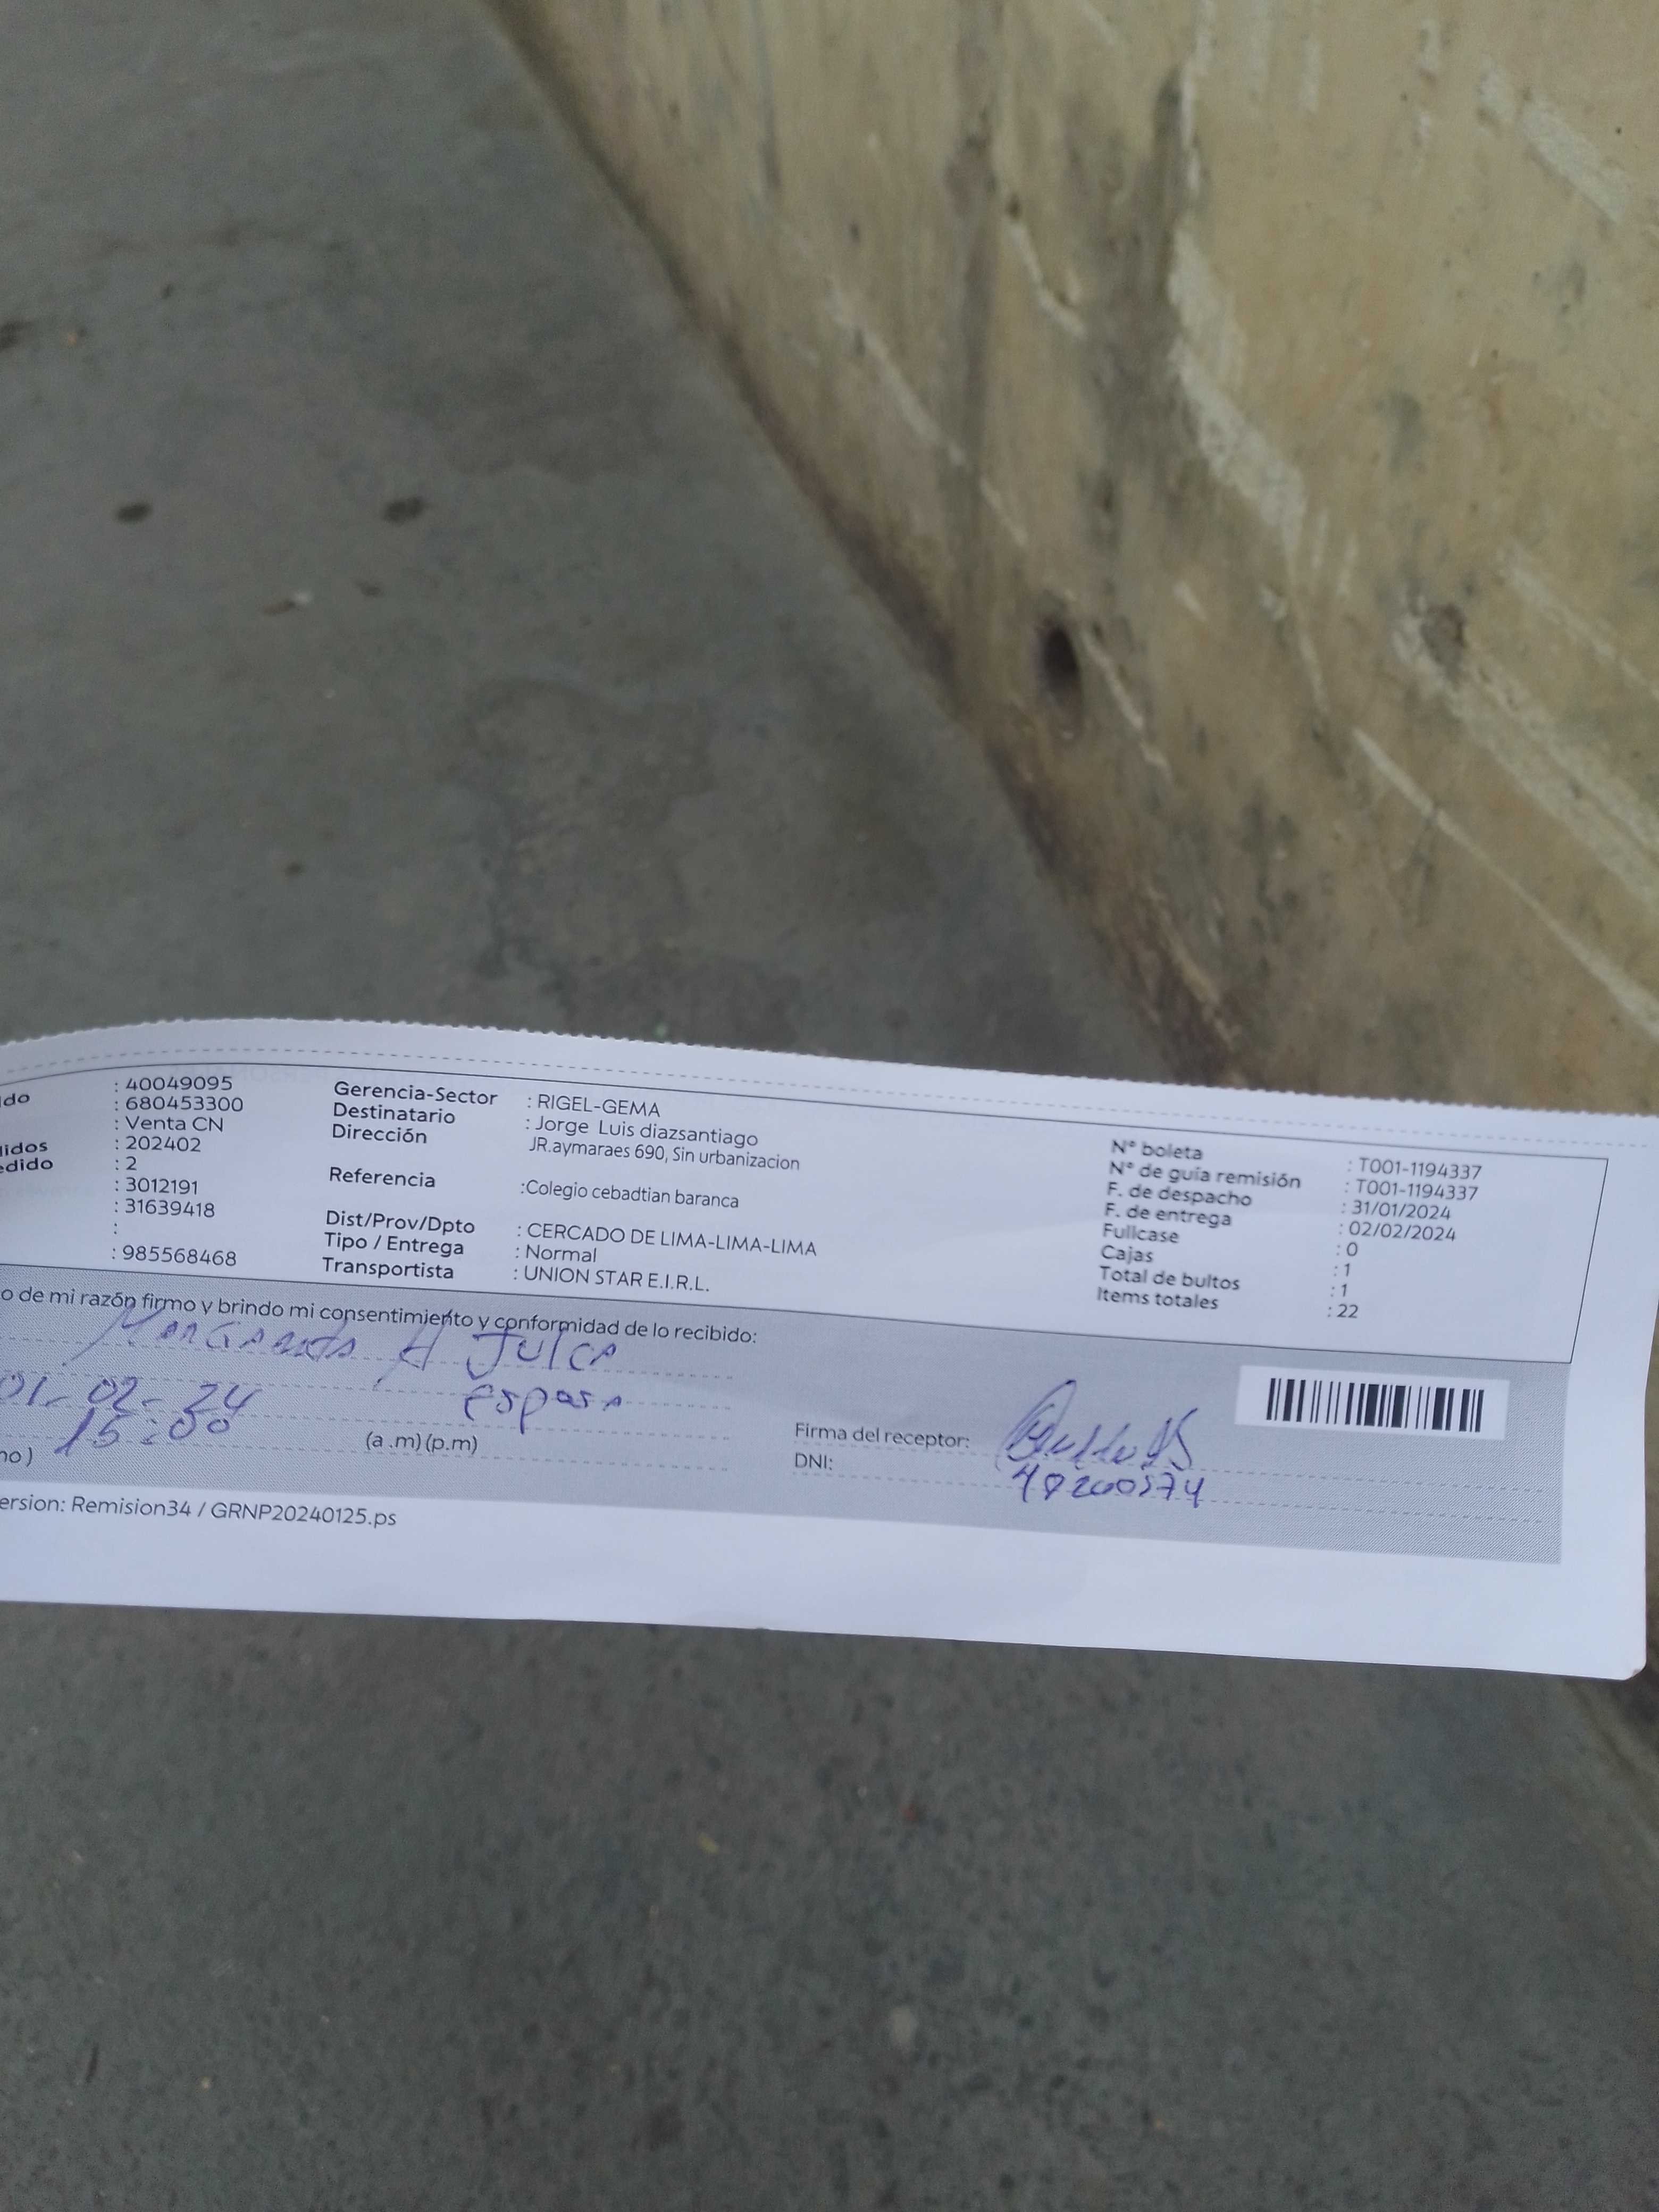 do : 40049095
: 680453300
: Venta CN
lidos : 202402
edido : 2
: 3012191
: 31639418
:
: 985568468
Gerencia-Sector : RIGEL-GEMA
Destinatario : Jorge Luis diazsantiago
Dirección JR.aymaraes 690, Sin urbanizacion
Referencia :Colegio cebadtian baranca
Dist/Prov/Dpto : CERCADO DE LIMA-LIMA-LIMA
Tipo / Entrega : Normal
Transportista : UNION STAR E.I.R.L.
N° boleta : T001-1194337
N° de guía remisión : T001-1194337
F. de despacho : 31/01/2024
F. de entrega : 02/02/2024
Fullcase : 0
Cajas : 1
Total de bultos : 1
Items totales : 22
o de mi razón firmo y brindo mi consentimiento y conformidad de lo recibido:
A Julca
01-02-24 esposa
15:00 (a .m)(p.m)
no)
Firma del receptor:
DNI:
ersion: Remision34 / GRNP20240125.ps